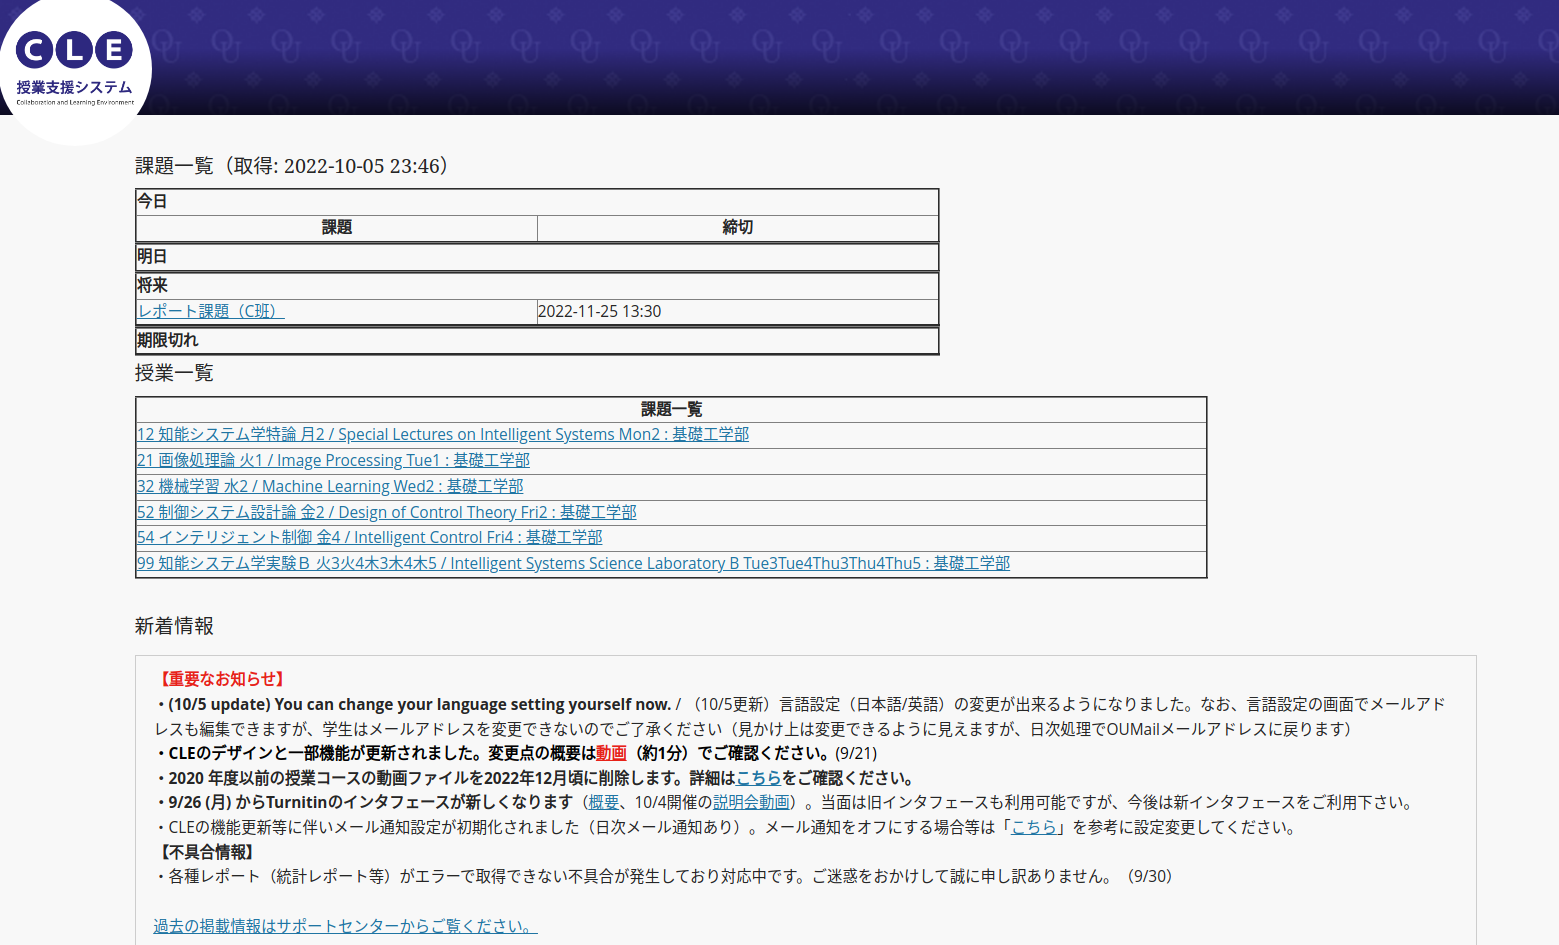 CLE
授業支援システム
Collaboration and Learning Environment
課題一覧（取得: 2022-10-05 23:46）
今日
課題 締切
明日
将来
レポート課題（C班） 2022-11-25 13:30
期限切れ
授業一覧
課題一覧
12 知能システム学特論 月2 / Special Lectures on Intelligent Systems Mon2 : 基礎工学部
21 画像処理論 火1 / Image Processing Tue1 : 基礎工学部
32 機械学習 水2 / Machine Learning Wed2 : 基礎工学部
52 制御システム設計論 金2 / Design of Control Theory Fri2 : 基礎工学部
54 インテリジェント制御 金4 / Intelligent Control Fri4 : 基礎工学部
99 知能システム学実験Ｂ 火3火4木3木4木5 / Intelligent Systems Science Laboratory B Tue3Tue4Thu3Thu4Thu5 : 基礎工学部
新着情報
【重要なお知らせ】
・(10/5 update) You can change your language setting yourself now. / （10/5更新）言語設定（日本語/英語）の変更が出来るようになりました。なお、言語設定の画面でメールアド
レスも編集できますが、学生はメールアドレスを変更できないのでご了承ください（見かけ上は変更できるように見えますが、日次処理でOUMailメールアドレスに戻ります）
・CLEのデザインと一部機能が更新されました。変更点の概要は動画（約1分）でご確認ください。(9/21)
・2020 年度以前の授業コースの動画ファイルを2022年12月頃に削除します。詳細はこちらをご確認ください。
・9/26 (月) からTurnitinのインタフェースが新しくなります（概要、10/4開催の説明会動画）。当面は旧インタフェースも利用可能ですが、今後は新インタフェースをご利用下さい。
・CLEの機能更新等に伴いメール通知設定が初期化されました（日次メール通知あり）。メール通知をオフにする場合等は「こちら」を参考に設定変更してください。
【不具合情報】
・各種レポート（統計レポート等）がエラーで取得できない不具合が発生しており対応中です。ご迷惑をおかけして誠に申し訳ありません。（9/30）
過去の掲載情報はサポートセンターからご覧ください。